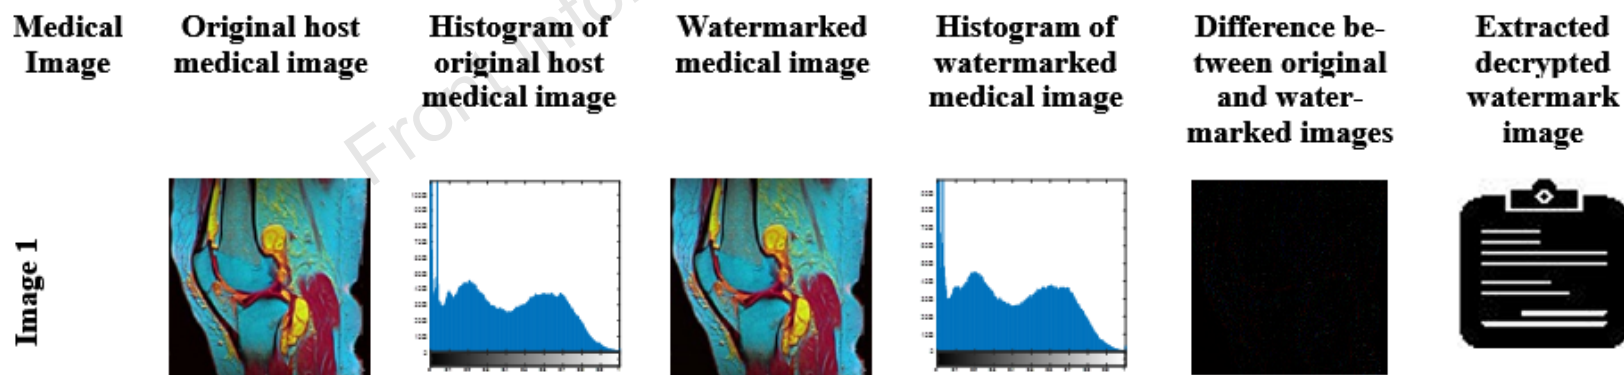 Medical
Image
Original host
medical image
Histogram of
original host
medical image
Watermarked
medical image
Histogram of
watermarked
medical image
Difference be-
tween original
and water-
marked images
Extracted
decrypted
watermark
image
Image 1
Front